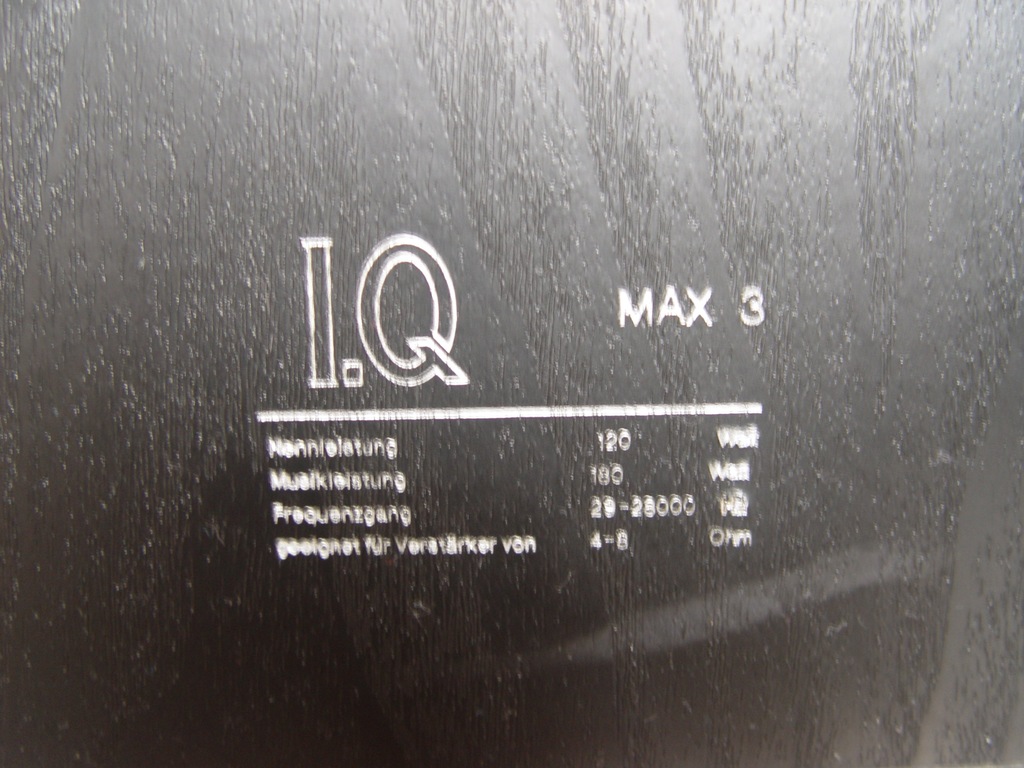 I.Q MAX 3
Nennleistung 120 Watt
Musikleistung 180 Watt
Frequenzgang 28-28000 Hz
geeignet für Verstärker von 4-8 Ohm